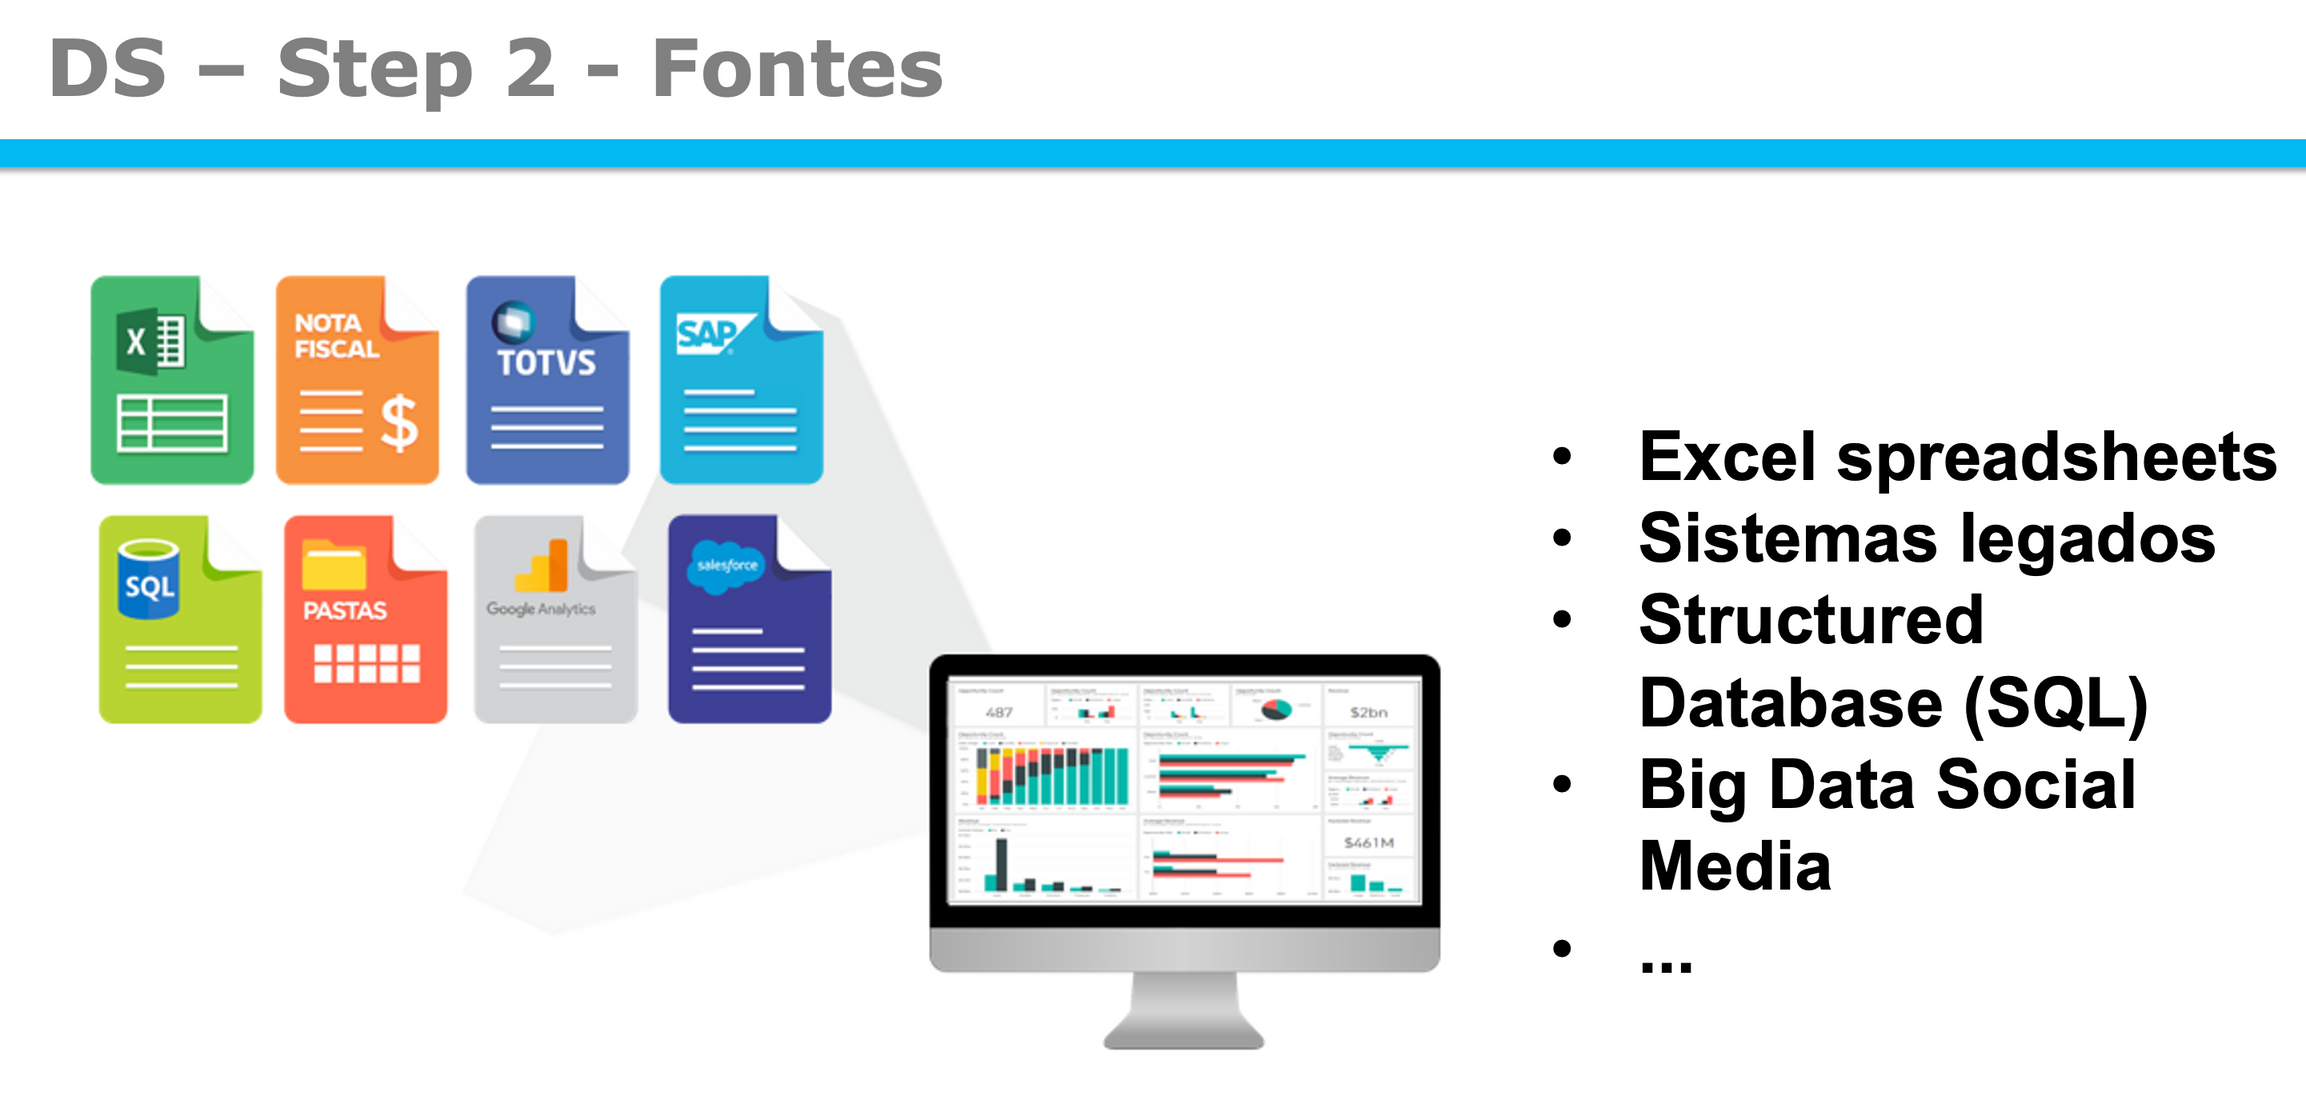 DS – Step 2 - Fontes
X
NOTA
FISCAL
$
TOTVS
SAP
SQL
PASTAS
Google Analytics
salesforce
487
$2bn
$461M
• Excel spreadsheets
• Sistemas legados
• Structured
Database (SQL)
• Big Data Social
Media
• ...